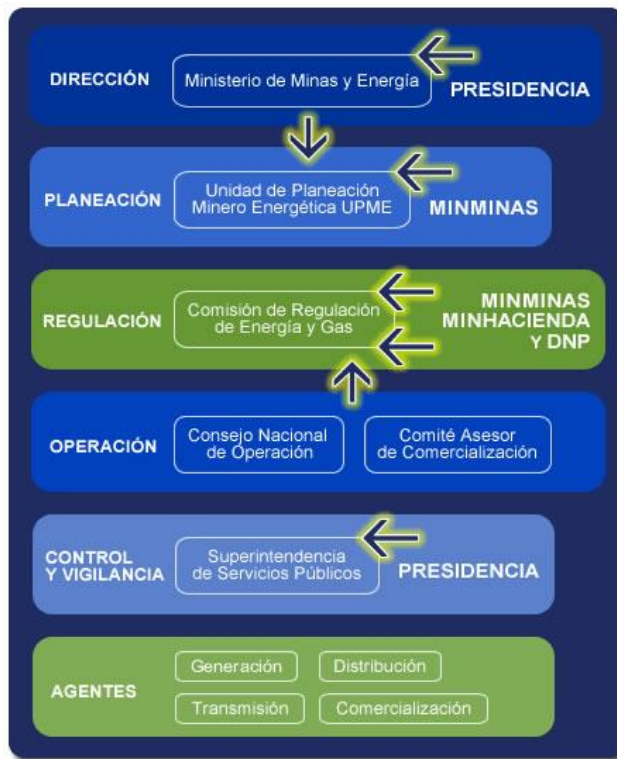 DIRECCIÓN
Ministerio de Minas y Energía
PRESIDENCIA
PLANEACIÓN
Unidad de Planeación
Minero Energética UPME
MINMINAS
REGULACIÓN
Comisión de Regulación
de Energía y Gas
MINMINAS
MINHACIENDA
Y DNP
OPERACIÓN
Consejo Nacional
de Operación
Comité Asesor
de Comercialización
CONTROL
Y VIGILANCIA
Superintendencia
de Servicios Públicos
PRESIDENCIA
AGENTES
Generación
Distribución
Transmisión
Comercialización